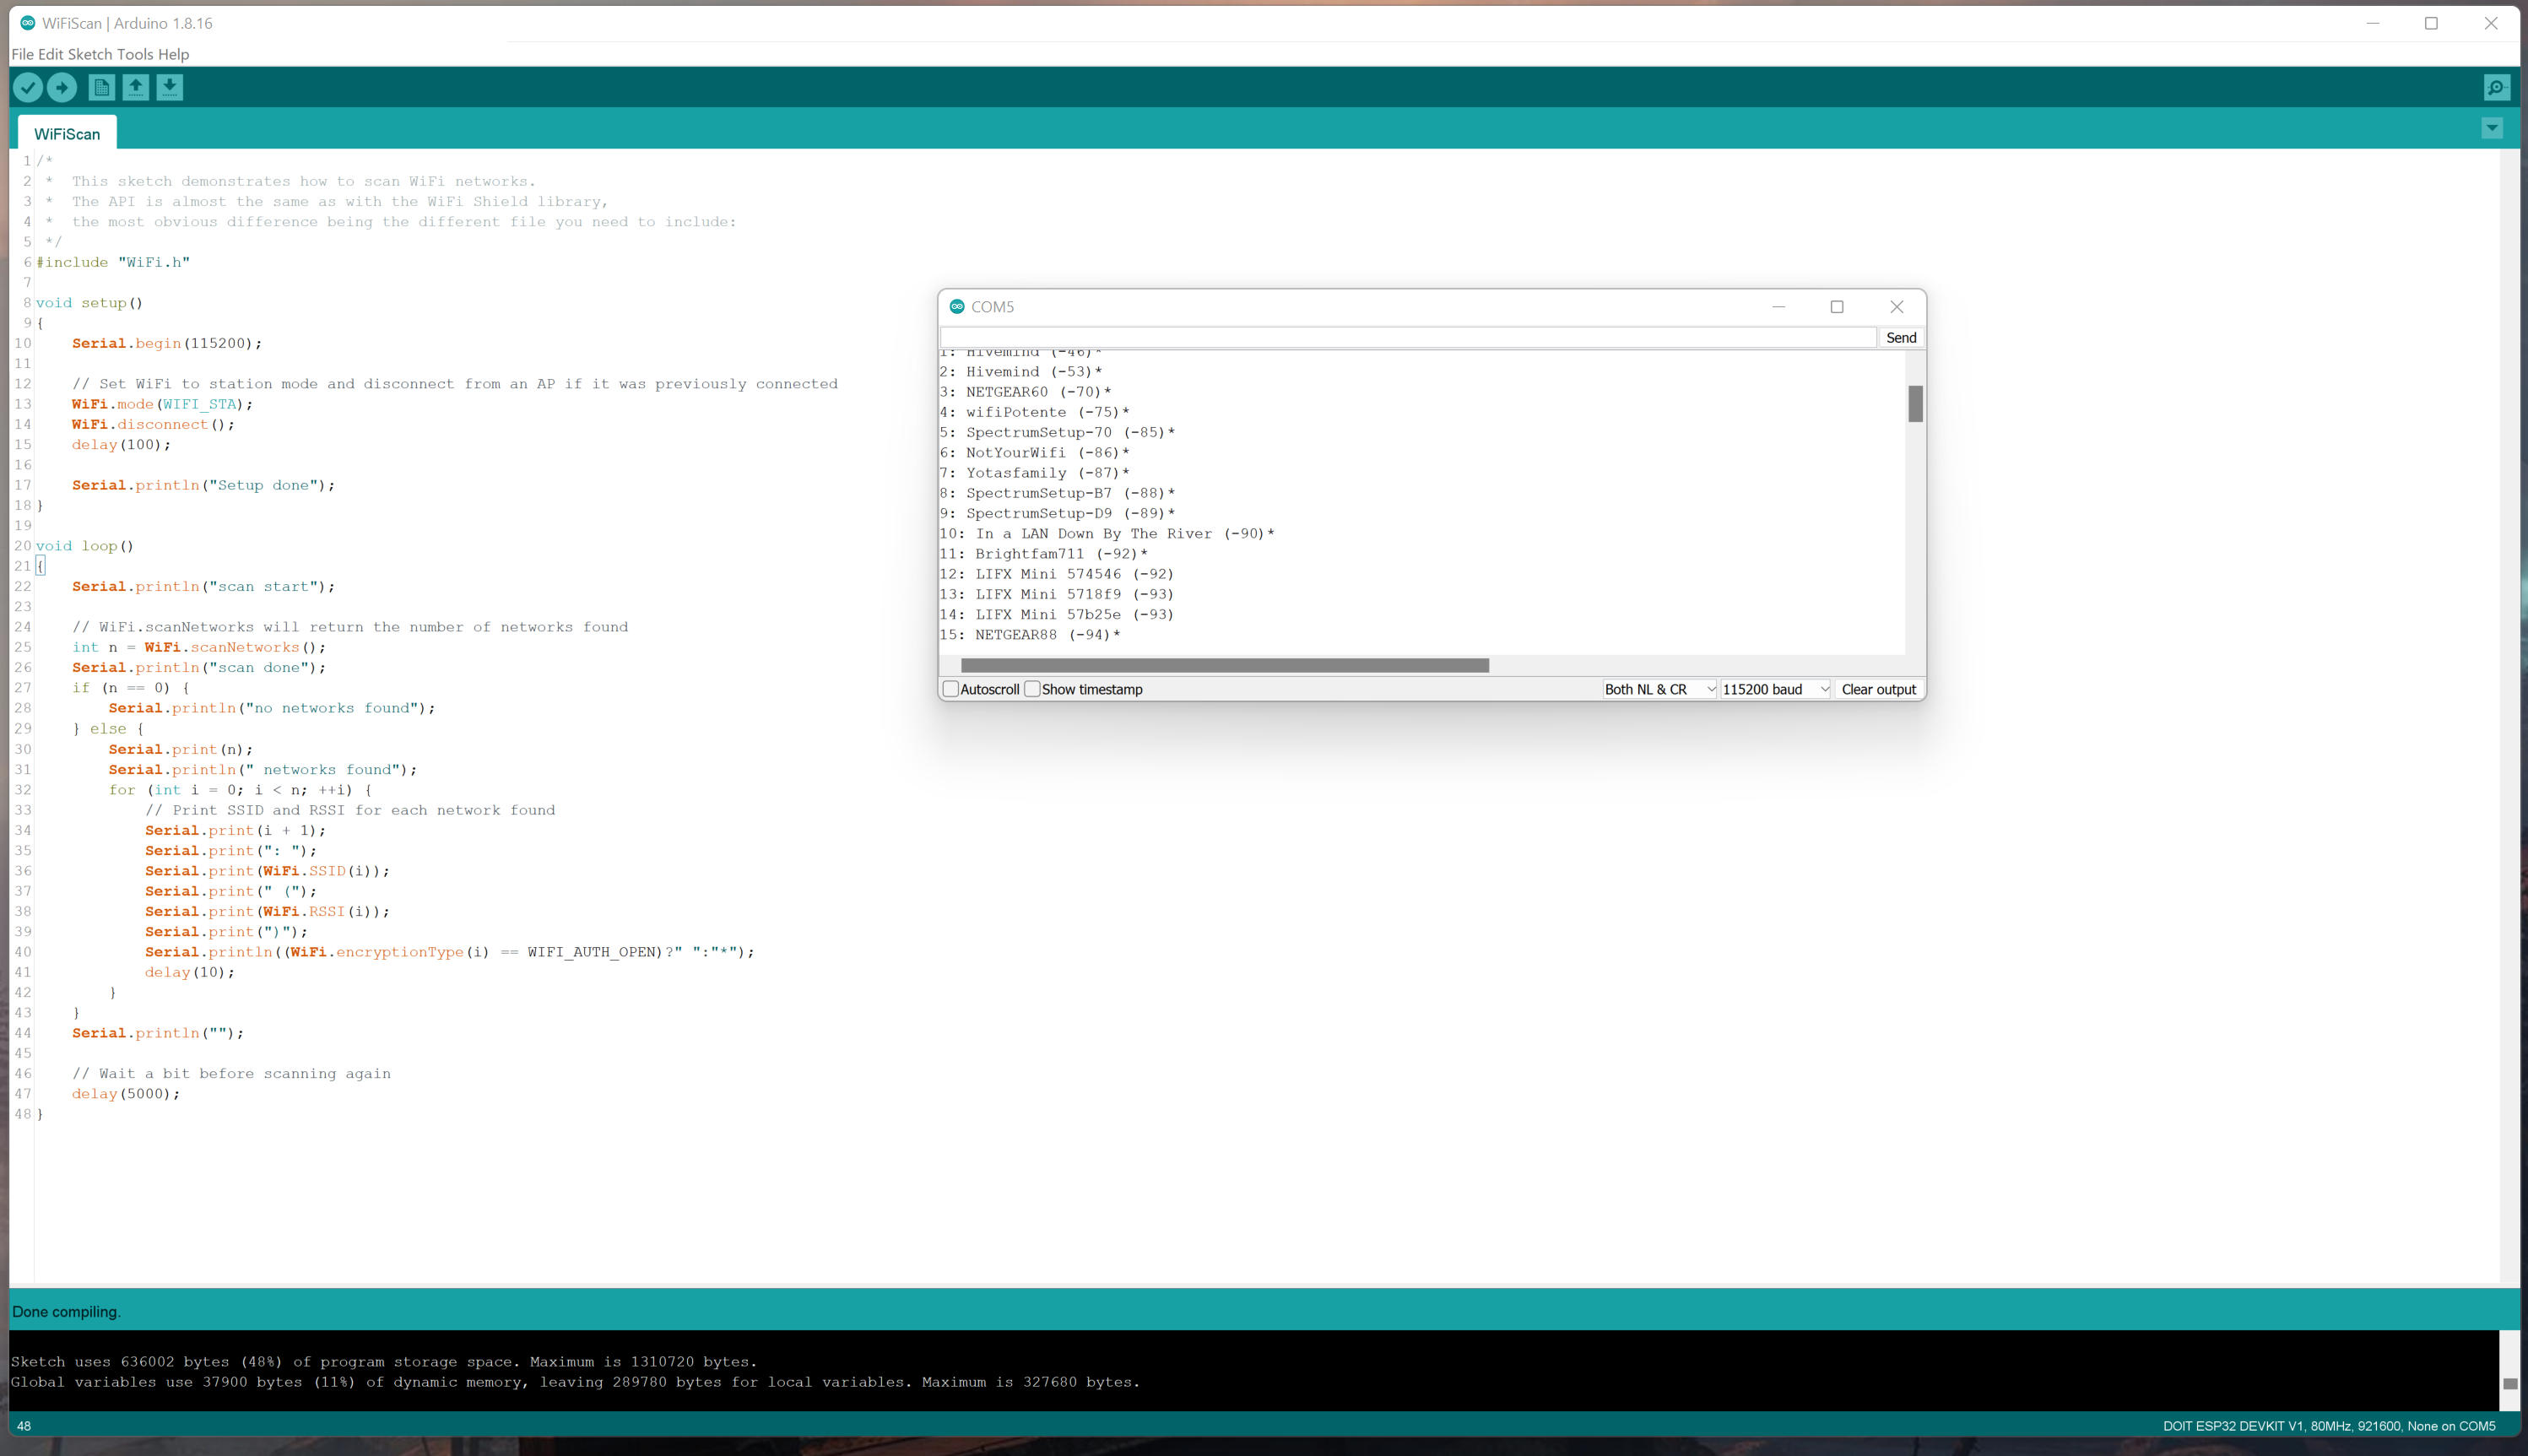 WiFiScan | Arduino 1.8.16
File Edit Sketch Tools Help
WiFiScan
1 /*
2  *  This sketch demonstrates how to scan WiFi networks.
3  *  The API is almost the same as with the WiFi Shield library,
4  *  the most obvious difference being the different file you need to include:
5  */
6 #include "WiFi.h"
7
8 void setup()
9 {
10     Serial.begin(115200);
11
12     // Set WiFi to station mode and disconnect from an AP if it was previously connected
13     WiFi.mode(WIFI_STA);
14     WiFi.disconnect();
15     delay(100);
16
17     Serial.println("Setup done");
18 }
19
20 void loop()
21 {
22     Serial.println("scan start");
23
24     // WiFi.scanNetworks will return the number of networks found
25     int n = WiFi.scanNetworks();
26     Serial.println("scan done");
27     if (n == 0) {
28         Serial.println("no networks found");
29     } else {
30         Serial.print(n);
31         Serial.println(" networks found");
32         for (int i = 0; i < n; ++i) {
33             // Print SSID and RSSI for each network found
34             Serial.print(i + 1);
35             Serial.print(": ");
36             Serial.print(WiFi.SSID(i));
37             Serial.print(" (");
38             Serial.print(WiFi.RSSI(i));
39             Serial.print(")");
40             Serial.println((WiFi.encryptionType(i) == WIFI_AUTH_OPEN)?" ":"*");
41             delay(10);
42         }
43     }
44     Serial.println("");
45
46     // Wait a bit before scanning again
47     delay(5000);
48 }
COM5
Send
1: Hivemind (-46)*
2: Hivemind (-53)*
3: NETGEAR60 (-70)*
4: wifiPotente (-75)*
5: SpectrumSetup-70 (-85)*
6: NotYourWifi (-86)*
7: Yotasfamily (-87)*
8: SpectrumSetup-B7 (-88)*
9: SpectrumSetup-D9 (-89)*
10: In a LAN Down By The River (-90)*
11: Brightfam711 (-92)*
12: LIFX Mini 574546 (-92)
13: LIFX Mini 5718f9 (-93)
14: LIFX Mini 57b25e (-93)
15: NETGEAR88 (-94)*
Autoscroll Show timestamp Both NL & CR 115200 baud Clear output
Done compiling.
Sketch uses 636002 bytes (48%) of program storage space. Maximum is 1310720 bytes.
Global variables use 37900 bytes (11%) of dynamic memory, leaving 289780 bytes for local variables. Maximum is 327680 bytes.
48 DOIT ESP32 DEVKIT V1, 80MHz, 921600, None on COM5